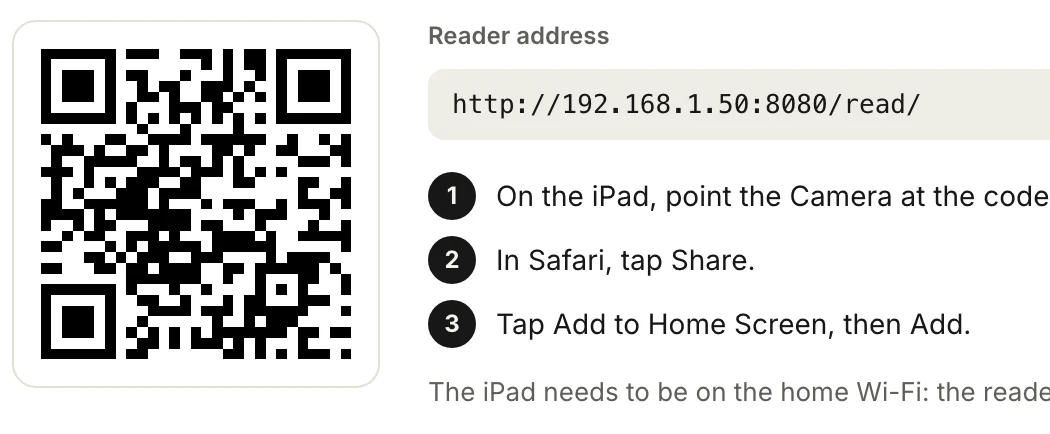 Reader address
http://192.168.1.50:8080/read/
1 On the iPad, point the Camera at the code
2 In Safari, tap Share.
3 Tap Add to Home Screen, then Add.
The iPad needs to be on the home Wi-Fi: the reade